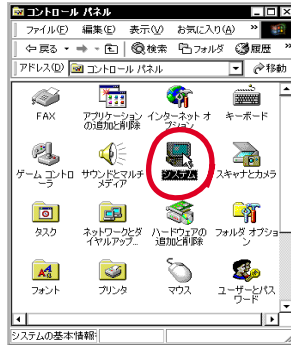 コントロール パネル
ファイル(F) 編集(E) 表示(V) お気に入り(A) »
戻る 検索 フォルダ 履歴 »
アドレス(D) コントロール パネル 移動
FAX
アプリケーションの追加と削除
インターネット オプション
キーボード
ゲーム コントローラ
サウンドとマルチメディア
システム
スキャナとカメラ
タスク
ネットワークとダイヤルアップ...
ハードウェアの追加と削除
フォルダ オプション
フォント
プリンタ
マウス
ユーザーとパスワード
システムの基本情報